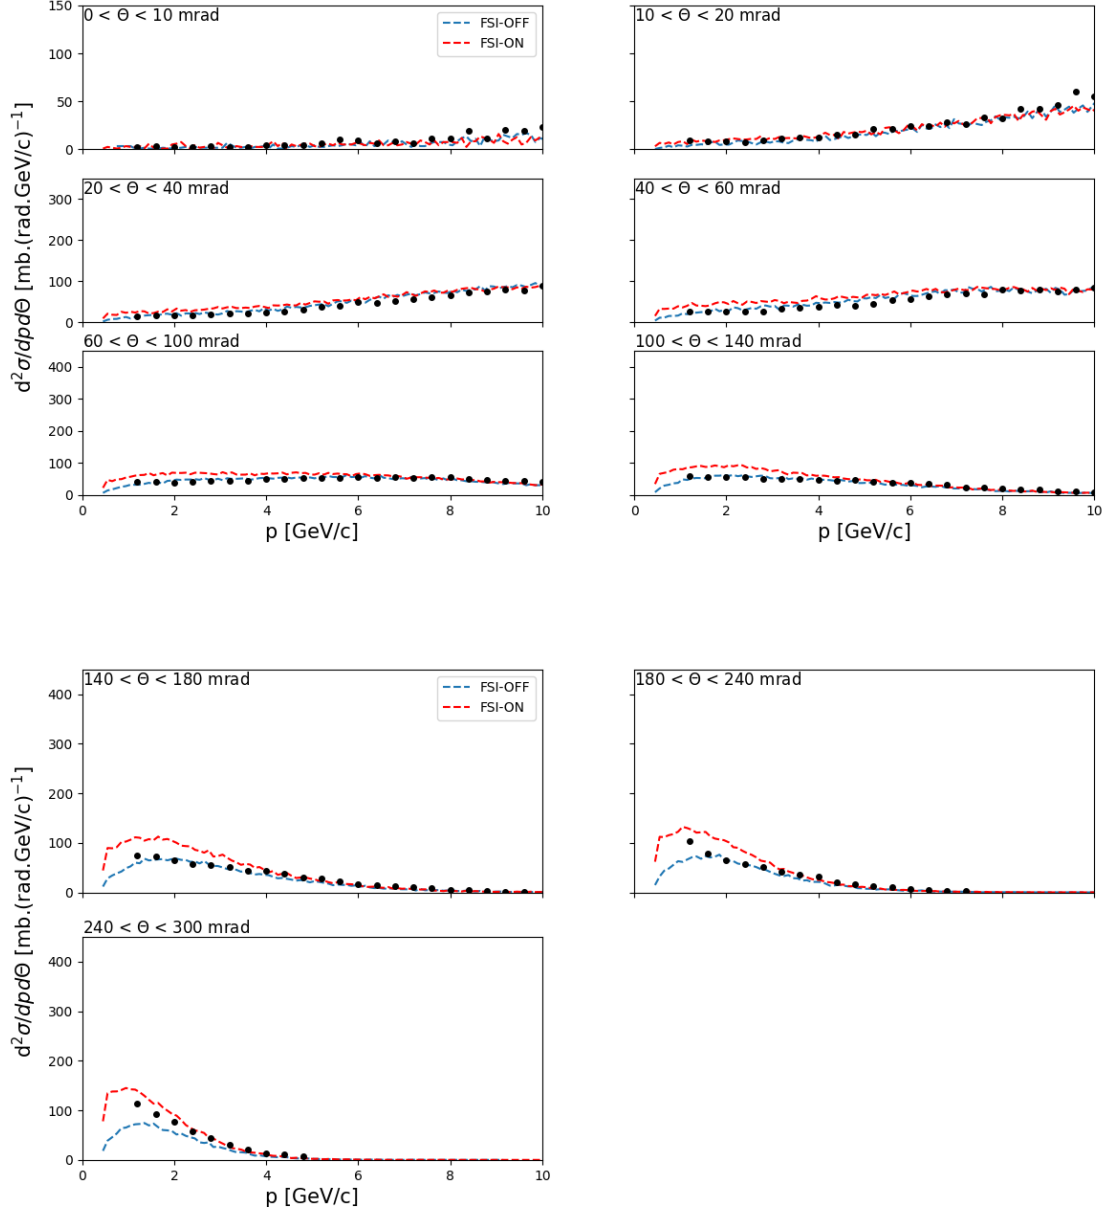 0 < Θ < 10 mrad
FSI-OFF
FSI-ON
150
100
50
0
10 < Θ < 20 mrad
20 < Θ < 40 mrad
300
200
100
0
40 < Θ < 60 mrad
d²σ/dpdΘ [mb.(rad.GeV/c)⁻¹]
60 < Θ < 100 mrad
400
300
200
100
0
0 2 4 6 8 10
p [GeV/c]
100 < Θ < 140 mrad
0 2 4 6 8 10
p [GeV/c]
140 < Θ < 180 mrad
FSI-OFF
FSI-ON
400
300
200
100
0
180 < Θ < 240 mrad
d²σ/dpdΘ [mb.(rad.GeV/c)⁻¹]
240 < Θ < 300 mrad
400
300
200
100
0
0 2 4 6 8 10
p [GeV/c]